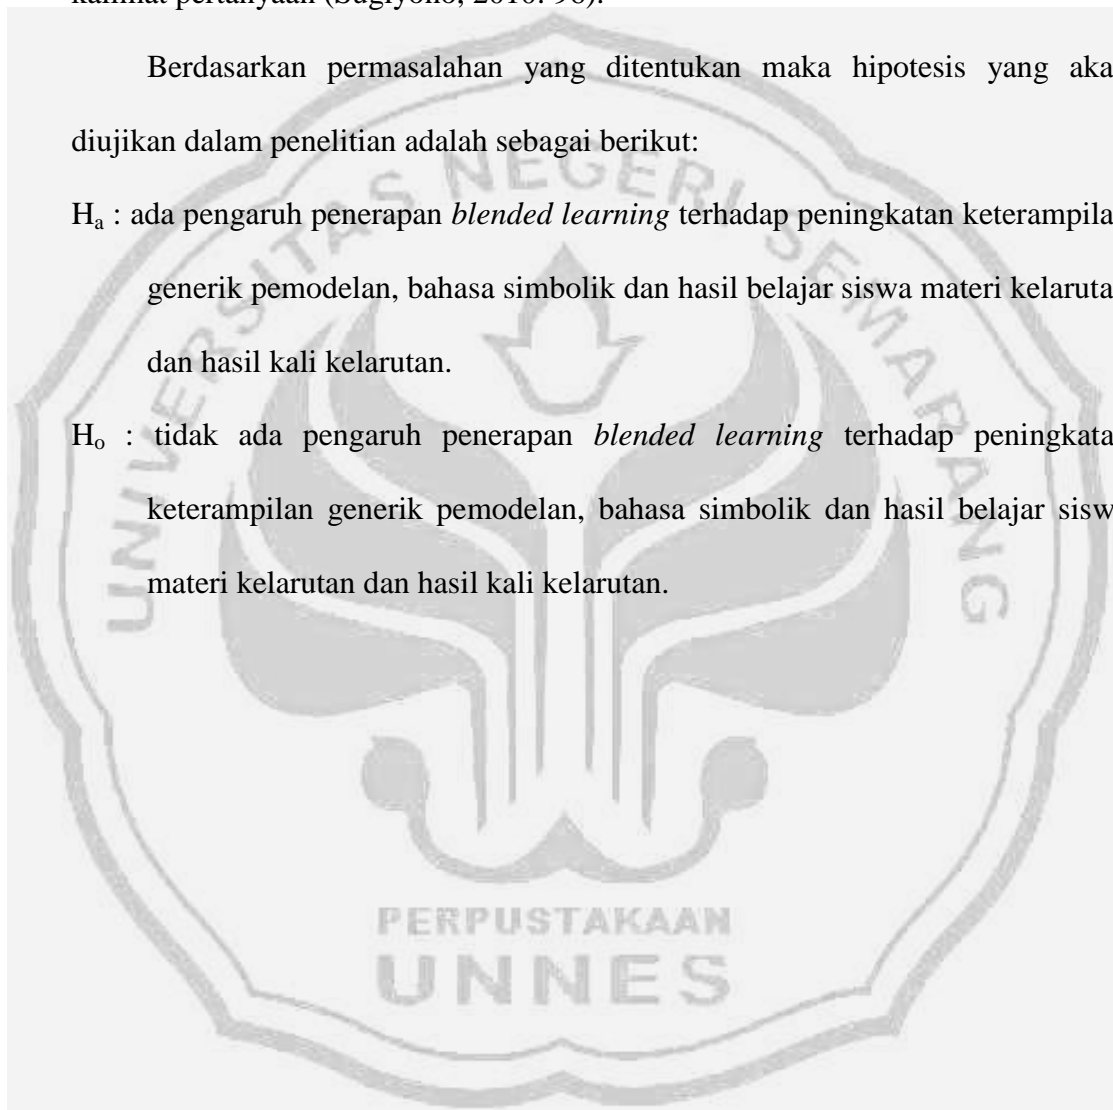 kalimat pertanyaan (Sugiyono, 2010: 96).
Berdasarkan permasalahan yang ditentukan maka hipotesis yang aka
diujikan dalam penelitian adalah sebagai berikut:
Ha : ada pengaruh penerapan blended learning terhadap peningkatan keterampila
generik pemodelan, bahasa simbolik dan hasil belajar siswa materi kelaruta
dan hasil kali kelarutan.
Ho : tidak ada pengaruh penerapan blended learning terhadap peningkata
keterampilan generik pemodelan, bahasa simbolik dan hasil belajar sisw
materi kelarutan dan hasil kali kelarutan.
UNIVERSITAS NEGERI SEMARANG
PERPUSTAKAAN
UNNES